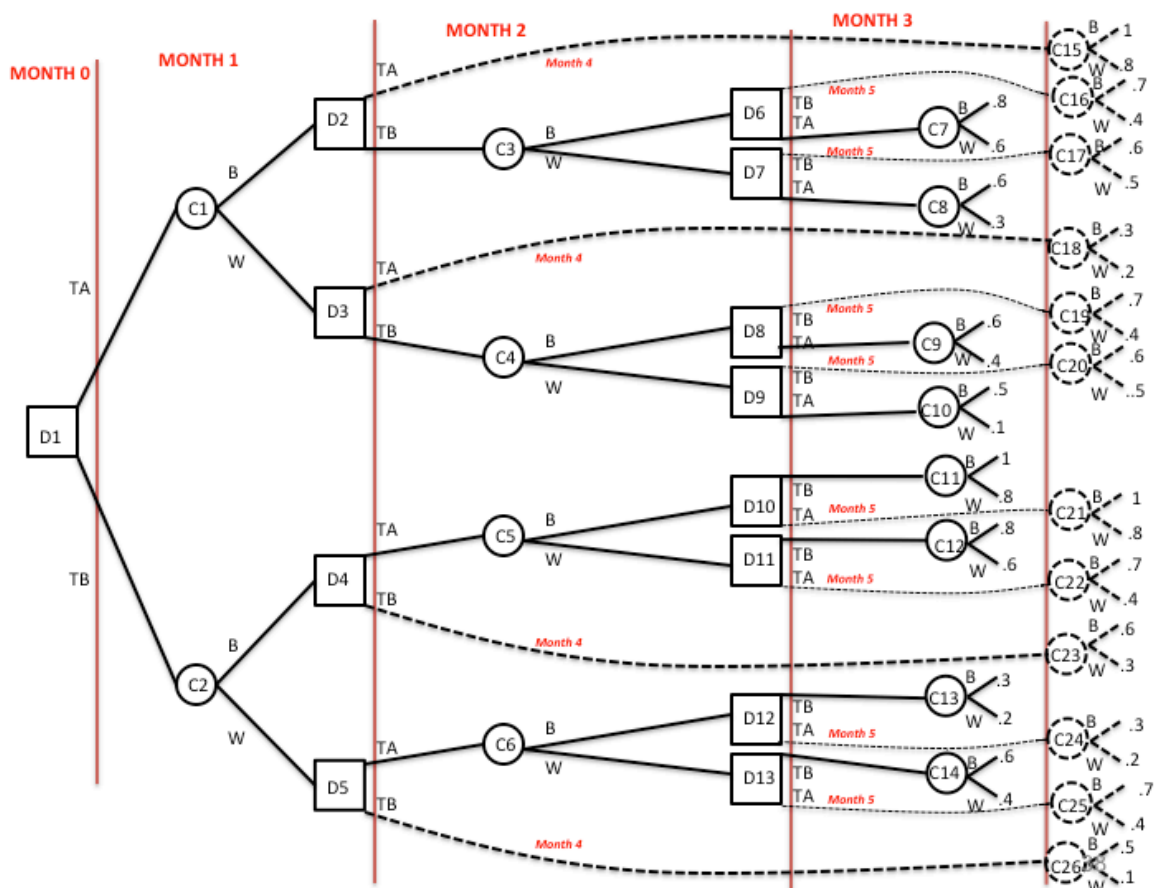 MONTH 0
MONTH 1
MONTH 2
MONTH 3
D1
TA
TB
C1
B
W
C2
B
W
D2
TA
TB
Month 4
D3
TA
TB
Month 4
D4
TA
TB
Month 4
D5
TA
TB
Month 4
C3
B
W
C4
B
W
C5
B
W
C6
B
W
D6
TB
TA
Month 5
D7
TB
TA
Month 5
D8
TB
TA
Month 5
D9
TB
TA
Month 5
D10
TB
TA
Month 5
D11
TB
TA
Month 5
D12
TB
TA
Month 5
D13
TB
TA
Month 5
C7
B .8
W .6
C8
B .6
W .3
C9
B .6
W .4
C10
B .5
W .1
C11
B 1
W .8
C12
B .8
W .6
C13
B .3
W .2
C14
B .6
W .4
C15
B 1
W .8
C16
B .7
W .4
C17
B .6
W .5
C18
B .3
W .2
C19
B .7
W .4
C20
B .6
W ..5
C21
B 1
W .8
C22
B .7
W .4
C23
B .6
W .3
C24
B .3
W .2
C25
B .7
W .4
C26
B .5
W .1